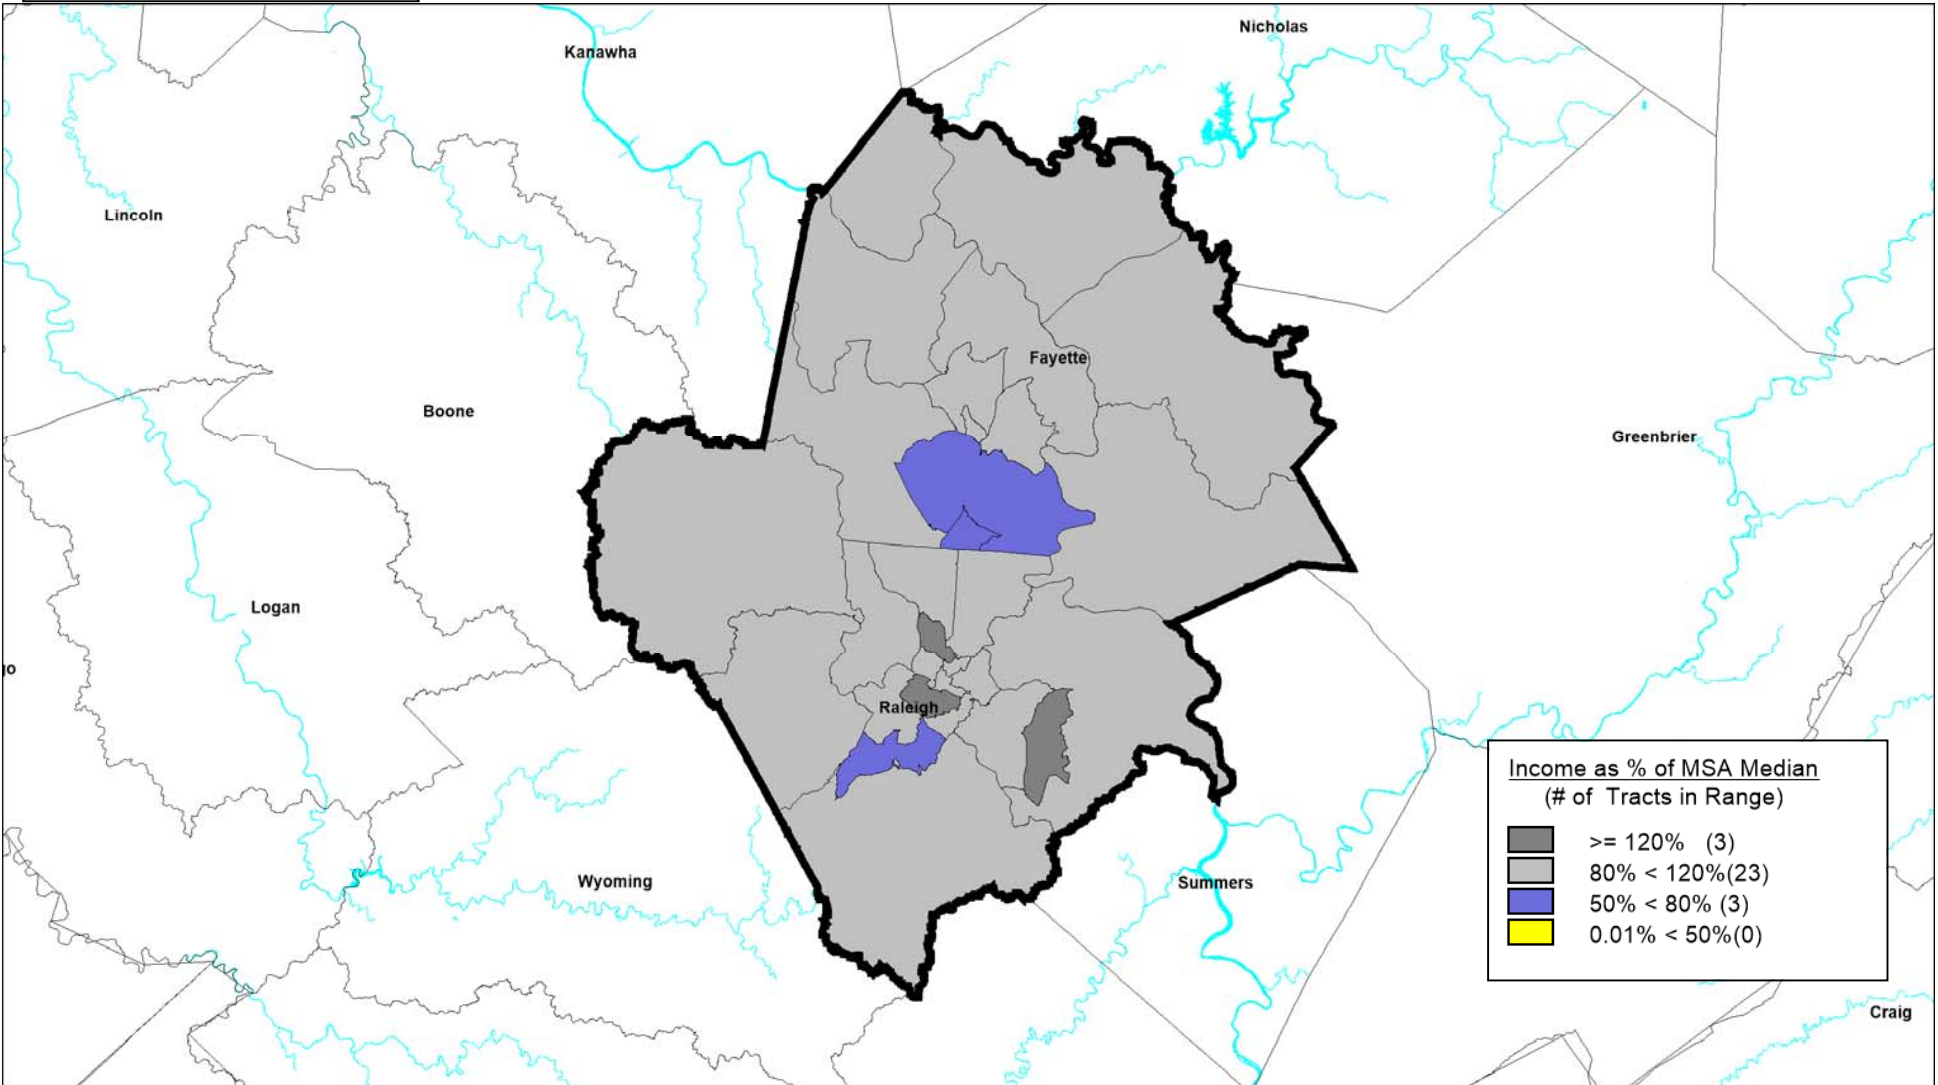 Nicholas
Kanawha
Lincoln
Fayette
Boone
Greenbrier
Logan
go
Raleigh
Income as % of MSA Median
(# of Tracts in Range)
>= 120% (3)
80% < 120%(23)
50% < 80% (3)
0.01% < 50%(0)
Wyoming
Summers
Craig